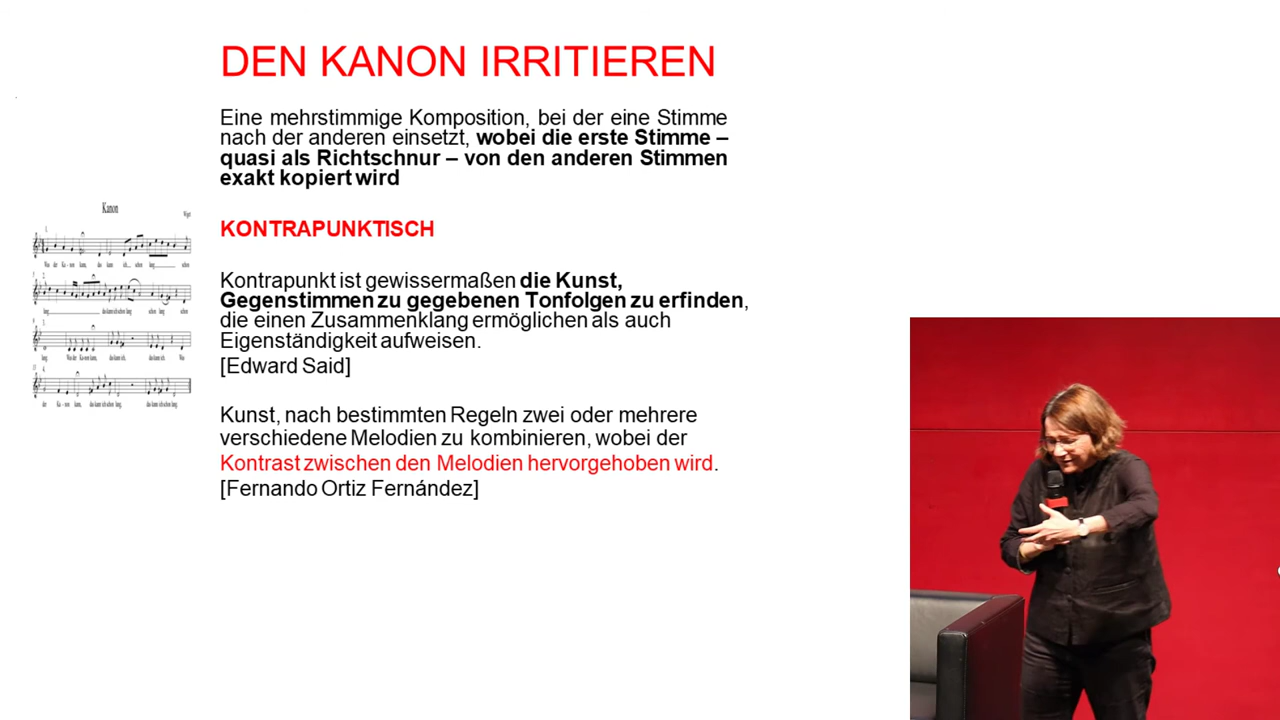 DEN KANON IRRITIEREN
Eine mehrstimmige Komposition, bei der eine Stimme
nach der anderen einsetzt, wobei die erste Stimme –
quasi als Richtschnur – von den anderen Stimmen
exakt kopiert wird
Kanon
KONTRAPUNKTISCH
Kontrapunkt ist gewissermaßen die Kunst,
Gegenstimmen zu gegebenen Tonfolgen zu erfinden,
die einen Zusammenklang ermöglichen als auch
Eigenständigkeit aufweisen.
[Edward Said]
Kunst, nach bestimmten Regeln zwei oder mehrere
verschiedene Melodien zu kombinieren, wobei der
Kontrast zwischen den Melodien hervorgehoben wird.
[Fernando Ortiz Fernández]